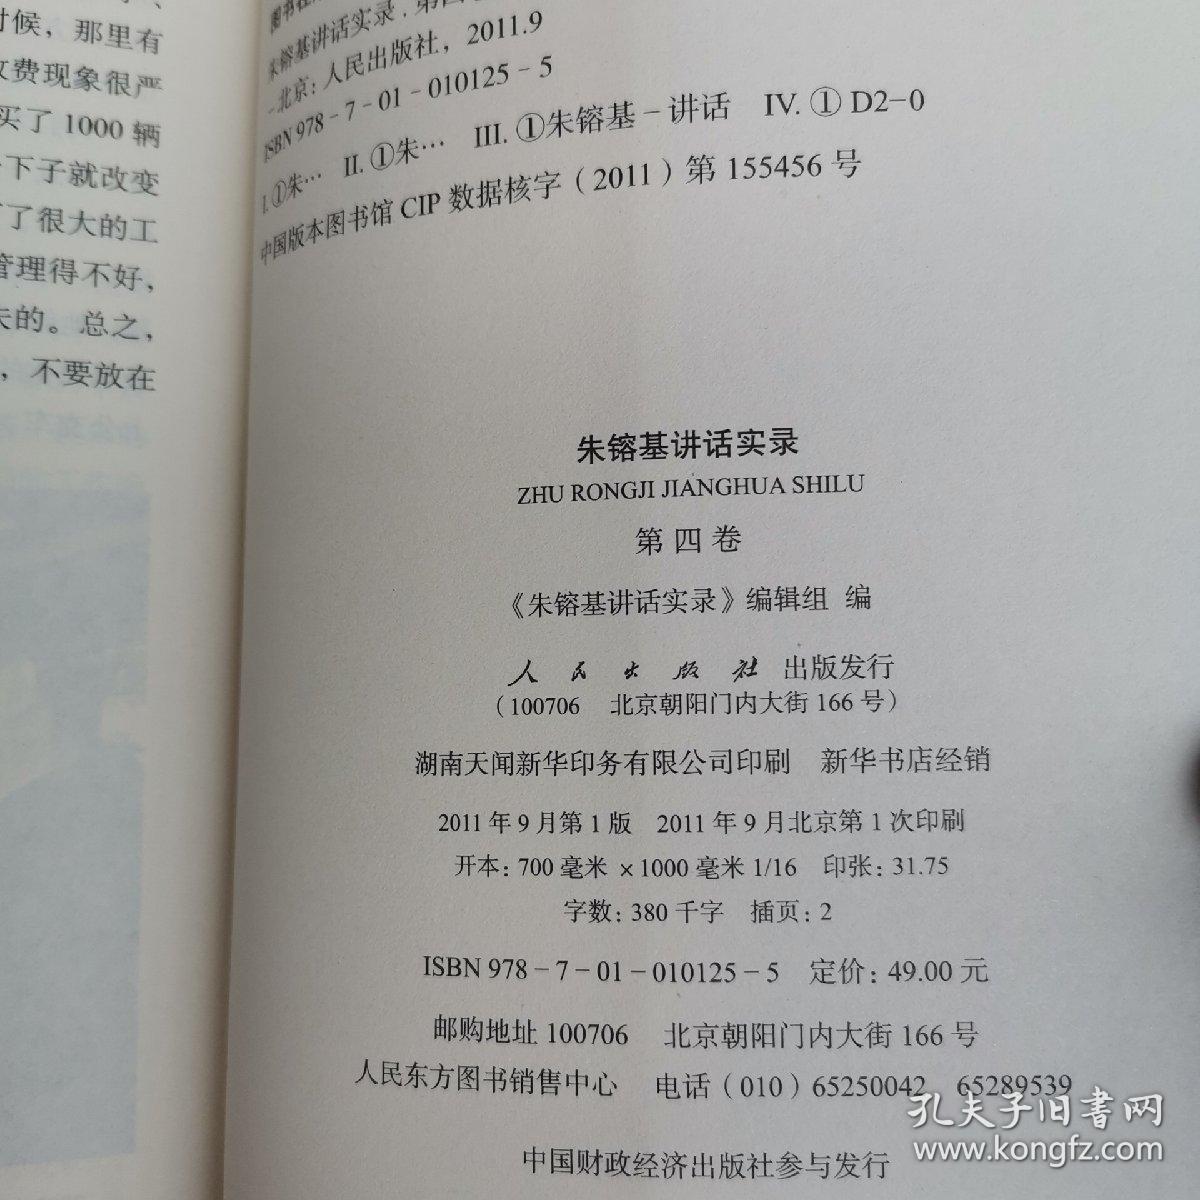 时候，那里有
收费现象很严
买了1000辆
一下子就改变
了很大的工
管理得不好，
失的。总之，
，不要放在
朱镕基讲话实录.第四
-北京：人民出版社，2011.9
ISBN 978-7-01-010125-5
I.①朱… II.①朱… III.①朱镕基-讲话 IV.①D2-0
中国版本图书馆CIP数据核字（2011）第155456号
朱镕基讲话实录
ZHU RONGJI JIANGHUA SHILU
第四卷
《朱镕基讲话实录》编辑组 编
人民出版社 出版发行
（100706 北京朝阳门内大街166号）
湖南天闻新华印务有限公司印刷 新华书店经销
2011年9月第1版 2011年9月北京第1次印刷
开本：700毫米×1000毫米1/16 印张：31.75
字数：380千字 插页：2
ISBN 978-7-01-010125-5 定价：49.00元
邮购地址100706 北京朝阳门内大街166号
人民东方图书销售中心 电话（010）65250042 65289539
中国财政经济出版社参与发行
孔夫子旧书网
www.kongfz.com